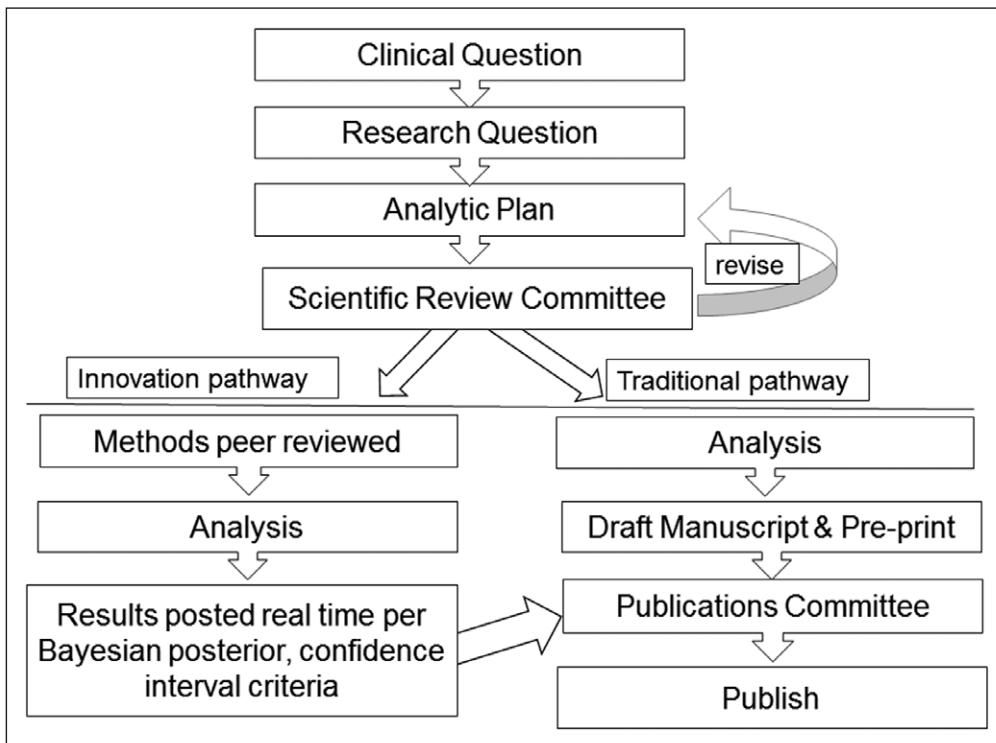 Clinical Question
Research Question
Analytic Plan
revise
Scientific Review Committee
Innovation pathway
Traditional pathway
Methods peer reviewed
Analysis
Results posted real time per
Bayesian posterior, confidence
interval criteria
Analysis
Draft Manuscript & Pre-print
Publications Committee
Publish